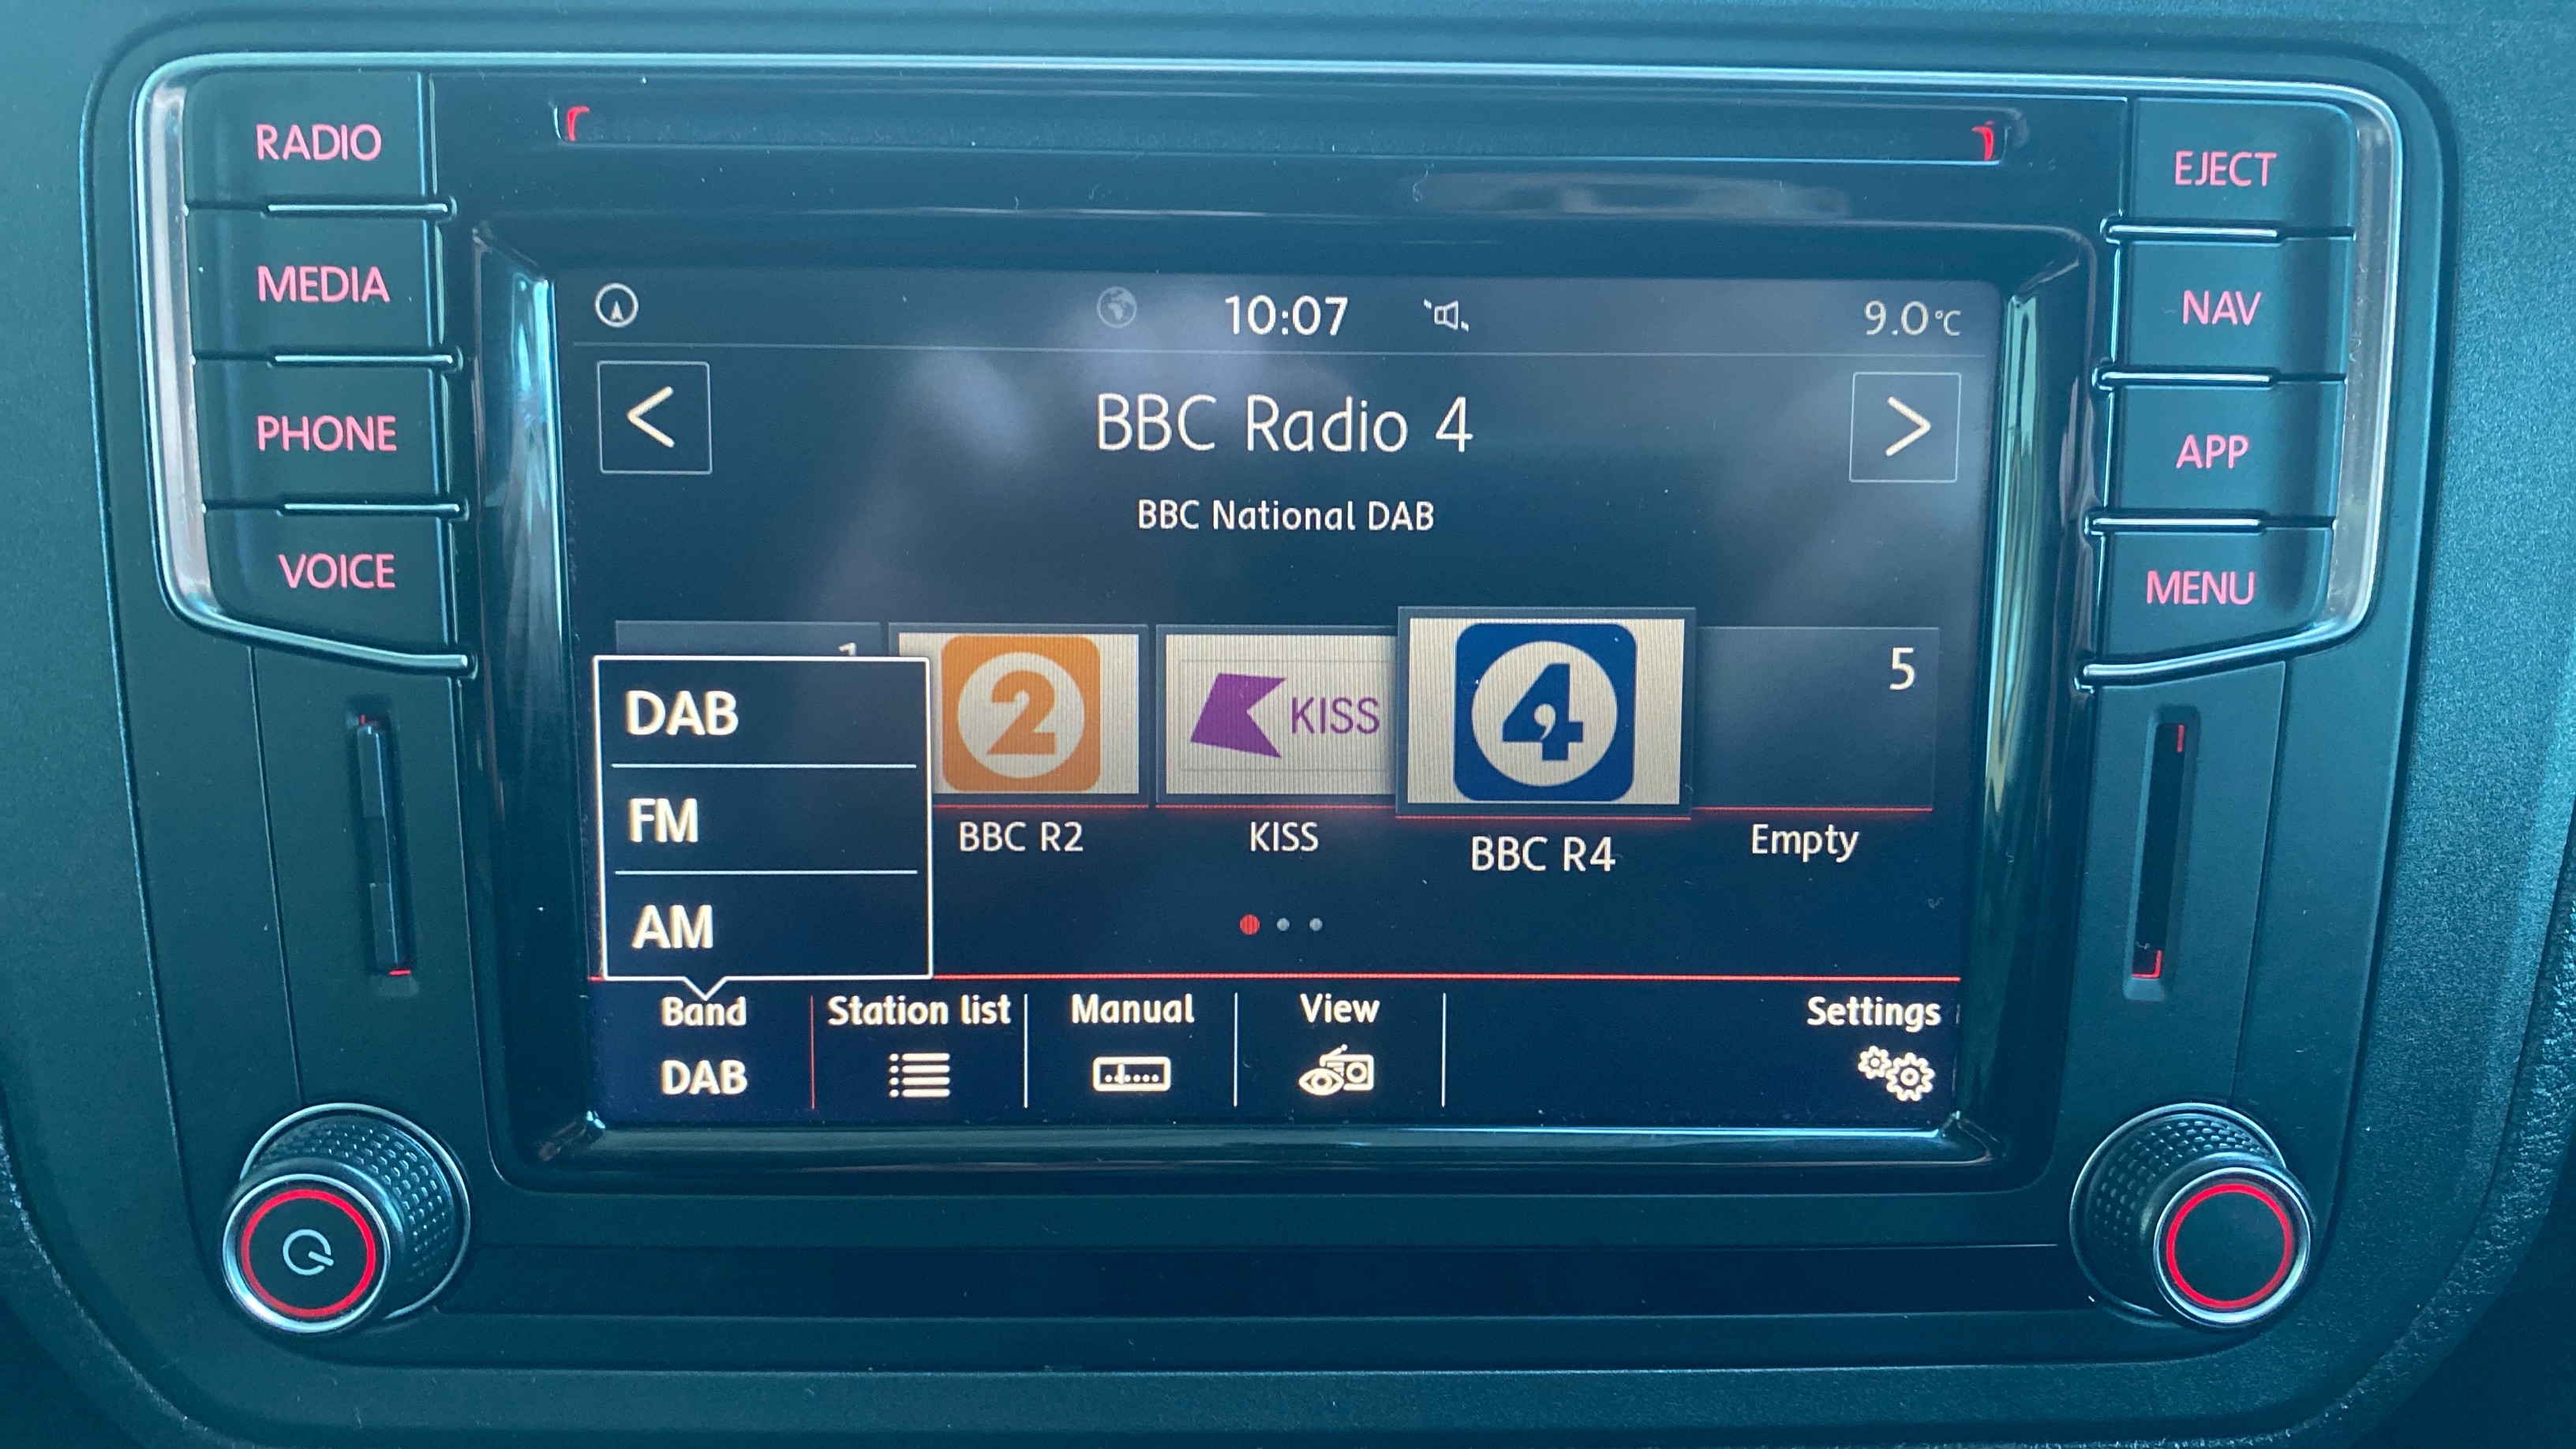 RADIO
MEDIA
PHONE
VOICE
EJECT
NAV
APP
MENU
10:07
9.0°C
<
BBC Radio 4
>
BBC National DAB
1
2
KISS
4
5
BBC R2
KISS
BBC R4
Empty
DAB
FM
AM
Band
DAB
Station list
Manual
View
Settings